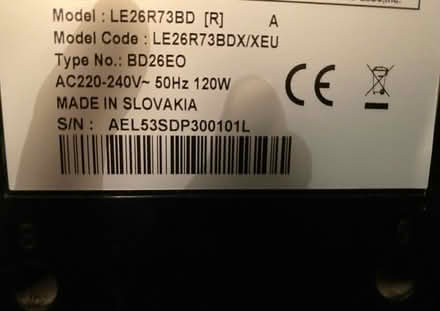 Model : LE26R73BD [R] A
Model Code : LE26R73BDX/XEU
Type No.: BD26EO
AC220-240V~ 50Hz 120W
MADE IN SLOVAKIA
S/N : AEL53SDP300101L
CE